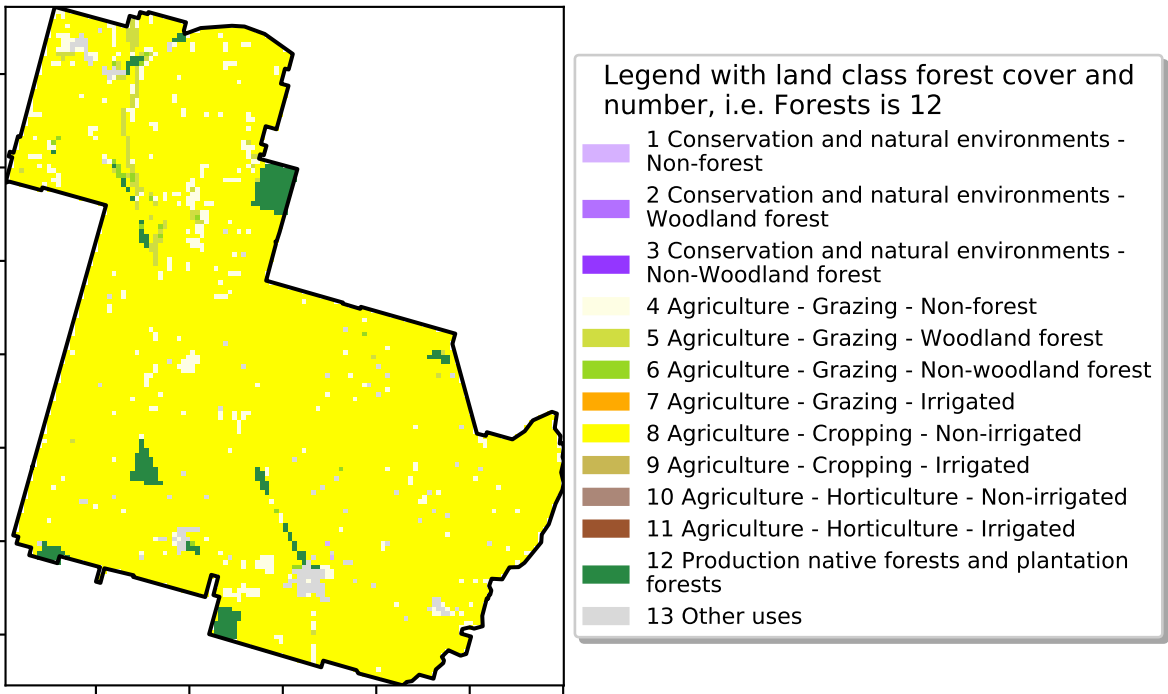 Legend with land class forest cover and
number, i.e. Forests is 12
1 Conservation and natural environments -
Non-forest
2 Conservation and natural environments -
Woodland forest
3 Conservation and natural environments -
Non-Woodland forest
4 Agriculture - Grazing - Non-forest
5 Agriculture - Grazing - Woodland forest
6 Agriculture - Grazing - Non-woodland forest
7 Agriculture - Grazing - Irrigated
8 Agriculture - Cropping - Non-irrigated
9 Agriculture - Cropping - Irrigated
10 Agriculture - Horticulture - Non-irrigated
11 Agriculture - Horticulture - Irrigated
12 Production native forests and plantation
forests
13 Other uses